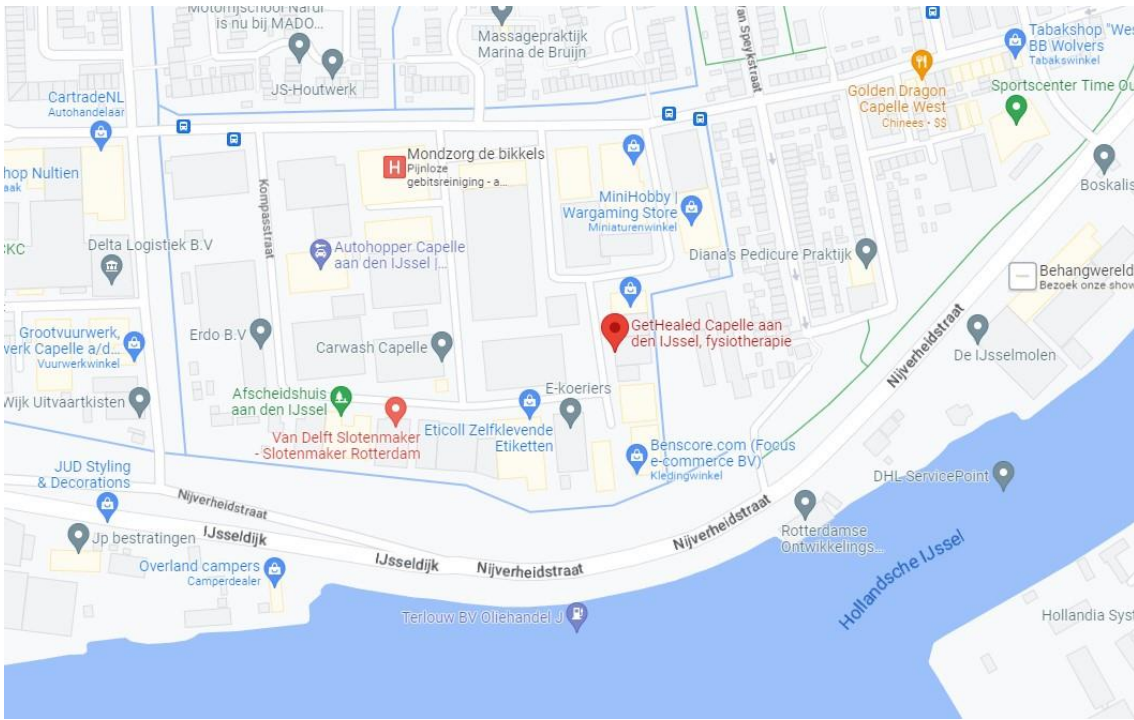 Motorrijschool Nardi
is nu bij MADO...
Massagepraktijk
Marina de Bruijn
JS-Houtwerk
Van Speykstraat
Tabakshop "Wes
BB Wolvers
Tabakswinkel
Golden Dragon
Capelle West
Chinees • $$
Sportscenter Time Ou
CartradeNL
Autohandelaar
Mondzorg de bikkels
Pijnloze
gebitsreiniging - a...
hop Nultien
aak
Kompasstraat
MiniHobby |
Wargaming Store
Miniaturenwinkel
Boskalis
CKC
Delta Logistiek B.V
Autohopper Capelle
aan den IJssel |...
Diana's Pedicure Praktijk
Behangwereld
Bezoek onze show
Grootvuurwerk,
werk Capelle a/d...
Vuurwerkwinkel
Erdo B.V
Carwash Capelle
GetHealed Capelle aan
den IJssel, fysiotherapie
Nijverheidstraat
De IJsselmolen
Wijk Uitvaartkisten
Afscheidshuis
aan den IJssel
E-koeriers
Van Delft Slotenmaker
- Slotenmaker Rotterdam
Eticoll Zelfklevende
Etiketten
Benscore.com (Focus
e-commerce BV)
Kledingwinkel
JUD Styling
& Decorations
DHL ServicePoint
Nijverheidstraat
IJsseldijk
Jp bestratingen
IJsseldijk
Nijverheidstraat
Nijverheidstraat
Rotterdamse
Ontwikkelings...
Hollandsche IJssel
Overland campers
Camperdealer
Terlouw BV Oliehandel J
Hollandia Syst